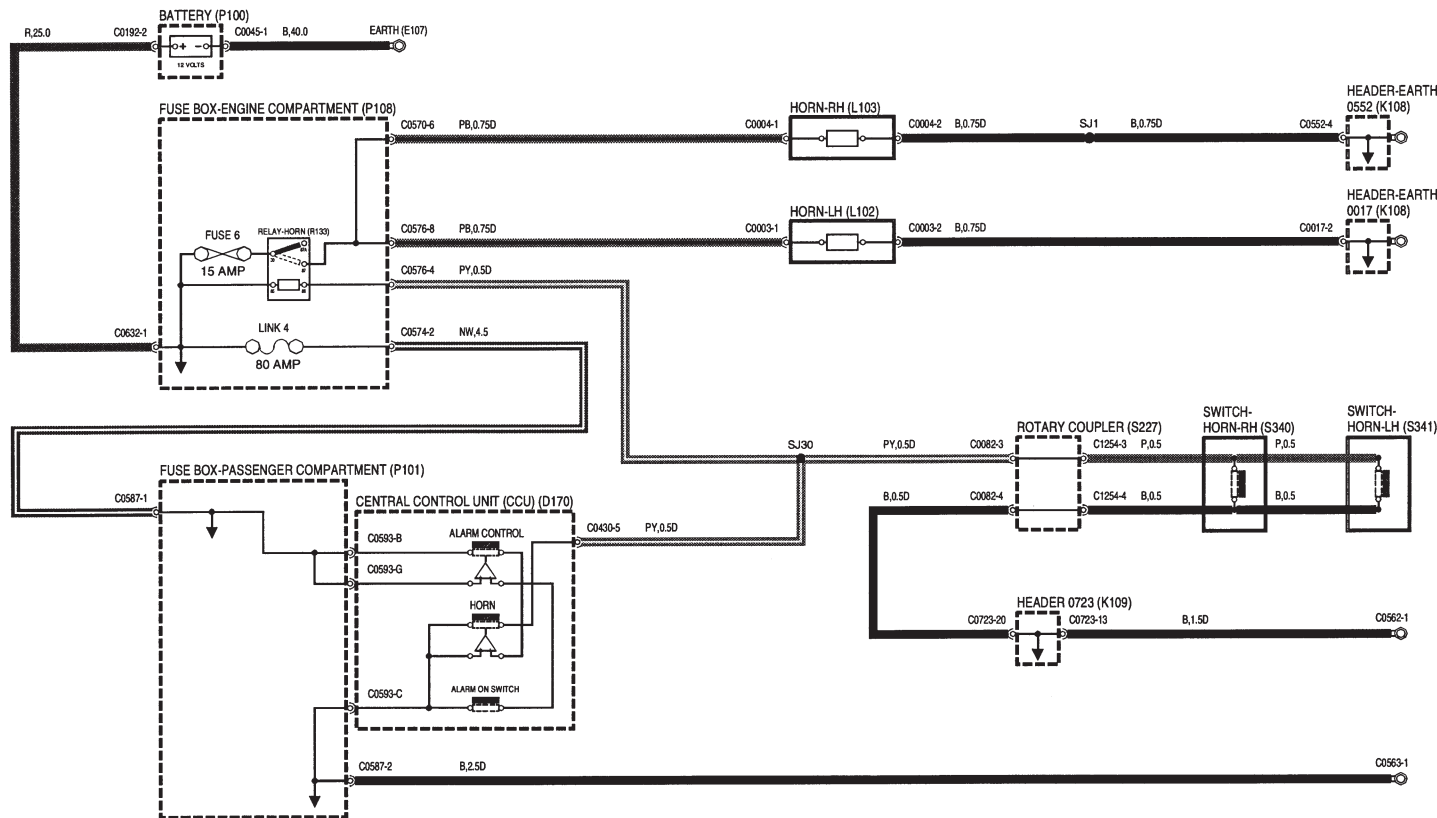 BATTERY (P100)
R,25.0
C0192-2
C0045-1
B,40.0
EARTH (E107)
+ -
12 VOLTS
FUSE BOX-ENGINE COMPARTMENT (P108)
C0570-6
PB,0.75D
C0004-1
HORN-RH (L103)
C0004-2
B,0.75D
SJ1
B,0.75D
C0552-4
HEADER-EARTH
0552 (K108)
FUSE 6
15 AMP
RELAY-HORN (R133)
C0576-8
PB,0.75D
C0003-1
HORN-LH (L102)
C0003-2
B,0.75D
C0017-2
HEADER-EARTH
0017 (K108)
C0576-4
PY,0.5D
C0632-1
LINK 4
80 AMP
C0574-2
NW,4.5
SJ30
PY,0.5D
C0082-3
ROTARY COUPLER (S227)
C1254-3
P,0.5
SWITCH-
HORN-RH (S340)
P,0.5
SWITCH-
HORN-LH (S341)
B,0.5D
C0082-4
C1254-4
B,0.5
B,0.5
FUSE BOX-PASSENGER COMPARTMENT (P101)
C0587-1
CENTRAL CONTROL UNIT (CCU) (D170)
C0593-B
ALARM CONTROL
C0430-5
PY,0.5D
C0593-G
HORN
C0593-C
ALARM ON SWITCH
C0723-20
HEADER 0723 (K109)
C0723-13
B,1.5D
C0562-1
C0587-2
B,2.5D
C0563-1